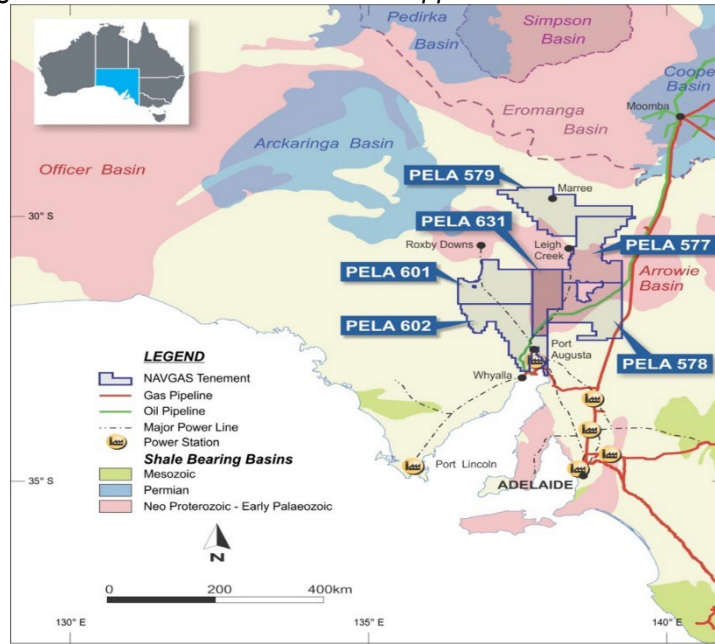 Pedirka
Basin
Simpson
Basin
Coope
Basin
Moomba
Eromanga
Basin
Arckaringa Basin
Officer Basin
PELA 579
Marree
30° S
PELA 631
Roxby Downs
Leigh
Creek
PELA 577
PELA 601
Arrowie
Basin
PELA 602
Port
Augusta
PELA 578
Whyalla
LEGEND
NAVGAS Tenement
Gas Pipeline
Oil Pipeline
Major Power Line
Power Station
Shale Bearing Basins
Mesozoic
Permian
Neo Proterozoic - Early Palaeozoic
Port Lincoln
35° S
ADELAIDE
N
0 200 400km
130° E 135° E 140° E